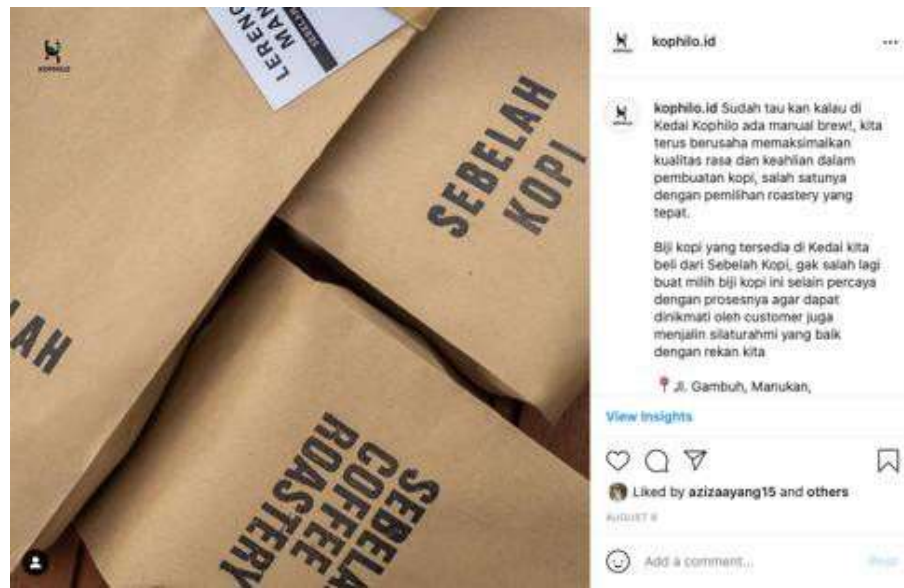 KOPHILO
LERENG
MAN
SEBELAH
KOPI
LAH
SEBELA
COFFEE
ROASTERY
kophilo.id
kophilo.id Sudah tau kan kalau di
Kedai Kophilo ada manual brew!, kita
terus berusaha memaksimalkan
kualitas rasa dan keahlian dalam
pembuatan kopi, salah satunya
dengan pemilihan roastery yang
tepat.
Biji kopi yang tersedia di Kedai kita
beli dari Sebelah Kopi, gak salah lagi
buat milih biji kopi ini selain percaya
dengan prosesnya agar dapat
dinikmati oleh customer juga
menjalin silaturahmi yang baik
dengan rekan kita
Jl. Gambuh, Manukan,
View Insights
Liked by azizaayang15 and others
Add a comment...
Post